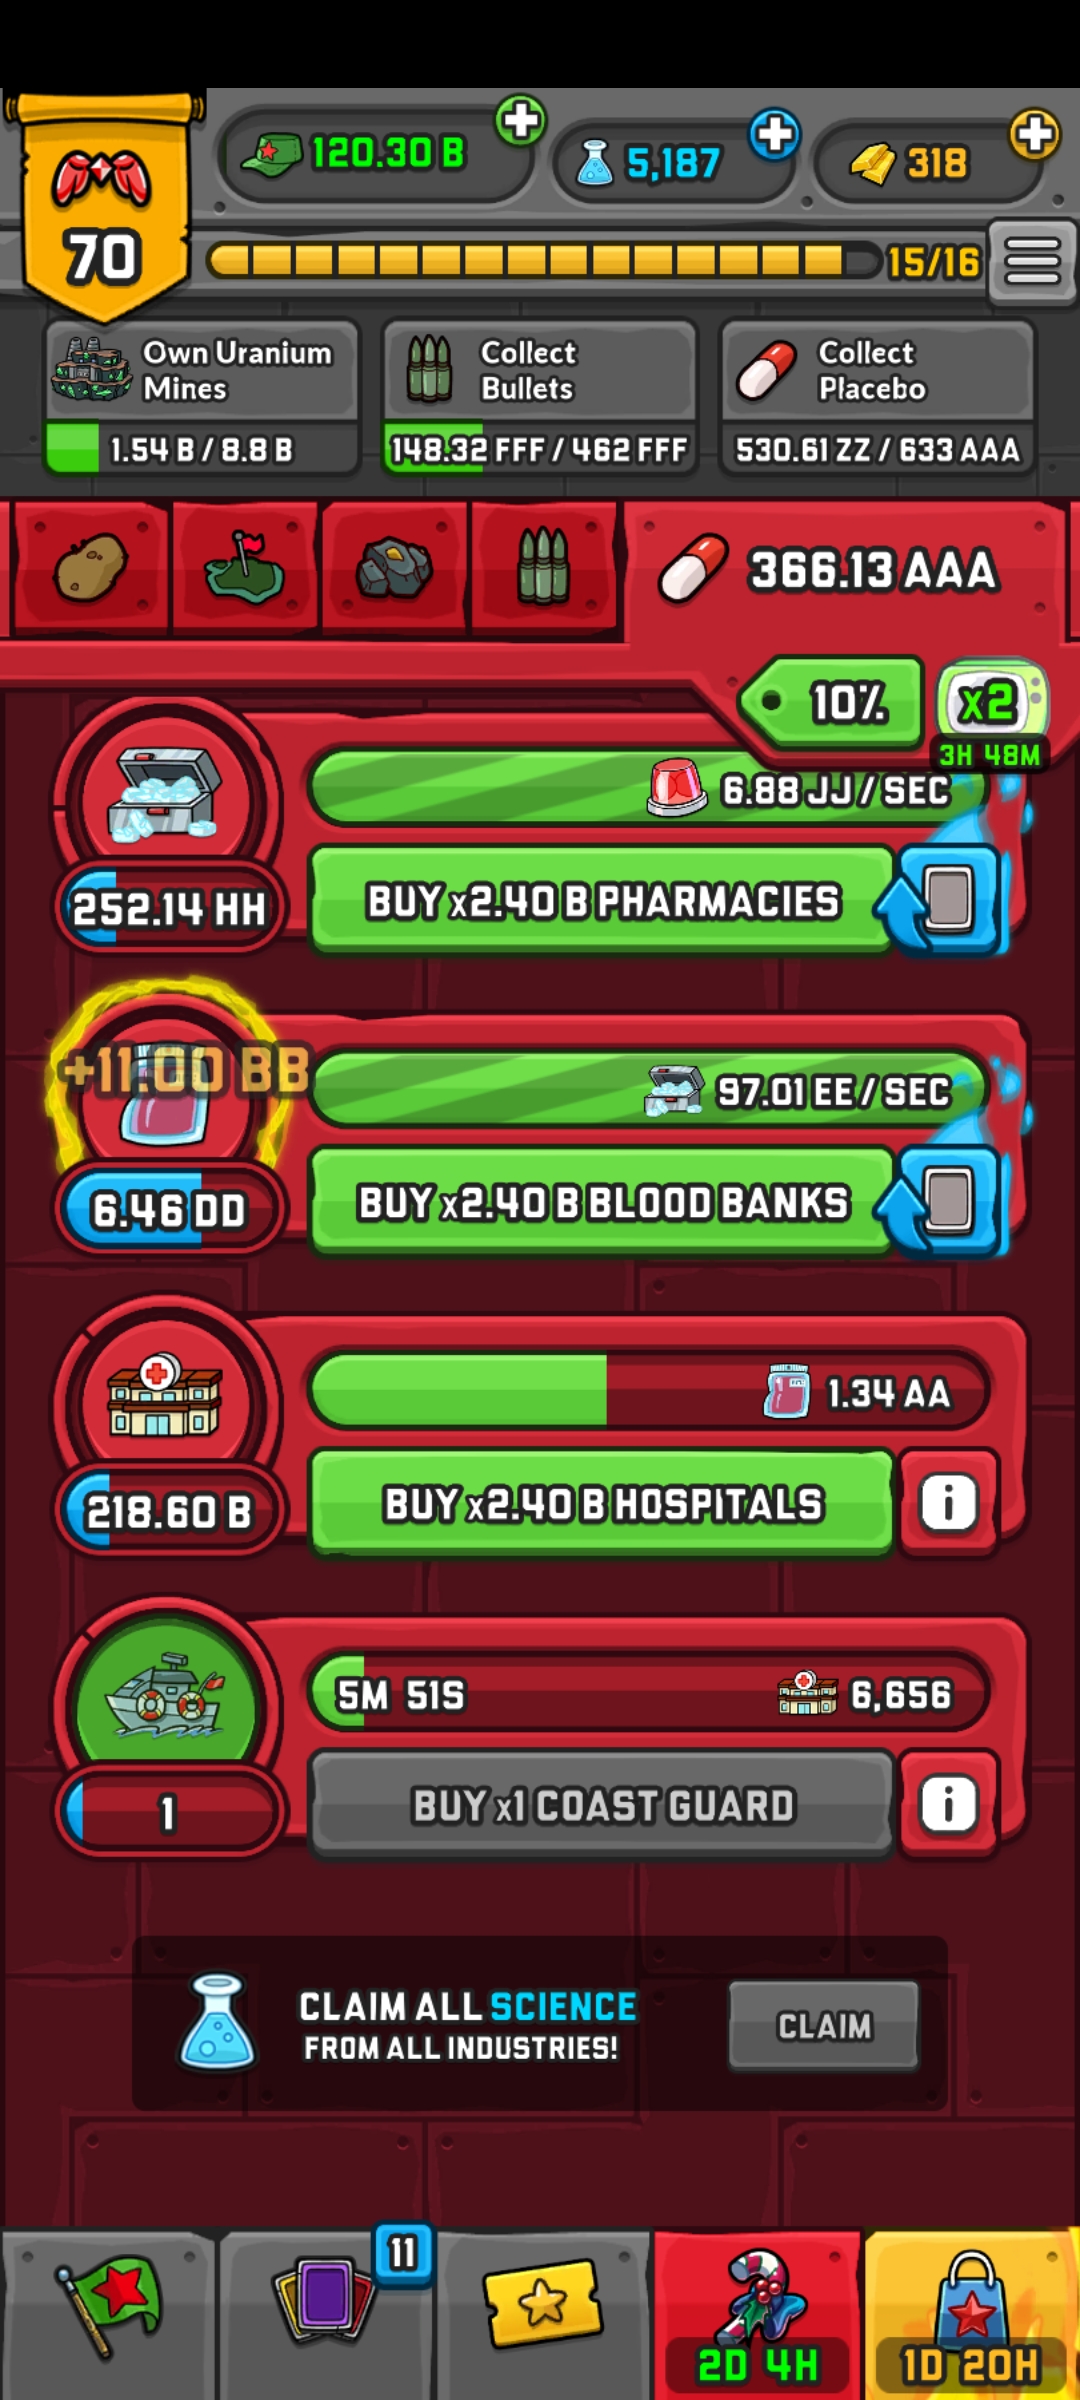 120.30 B
5,187
318
70
15/16
Own Uranium
Mines
1.54 B / 8.8 B
Collect
Bullets
148.32 FFF / 462 FFF
Collect
Placebo
530.61 ZZ / 633 AAA
366.13 AAA
10%
x2
3H 48M
6.88 JJ / SEC
252.14 HH
BUY x2.40 B PHARMACIES
+11.00 BB
97.01 EE / SEC
6.46 DD
BUY x2.40 B BLOOD BANKS
1.34 AA
218.60 B
BUY x2.40 B HOSPITALS
i
5M 51S
6,656
1
BUY x1 COAST GUARD
i
CLAIM ALL SCIENCE
FROM ALL INDUSTRIES!
CLAIM
11
2D 4H
1D 20H